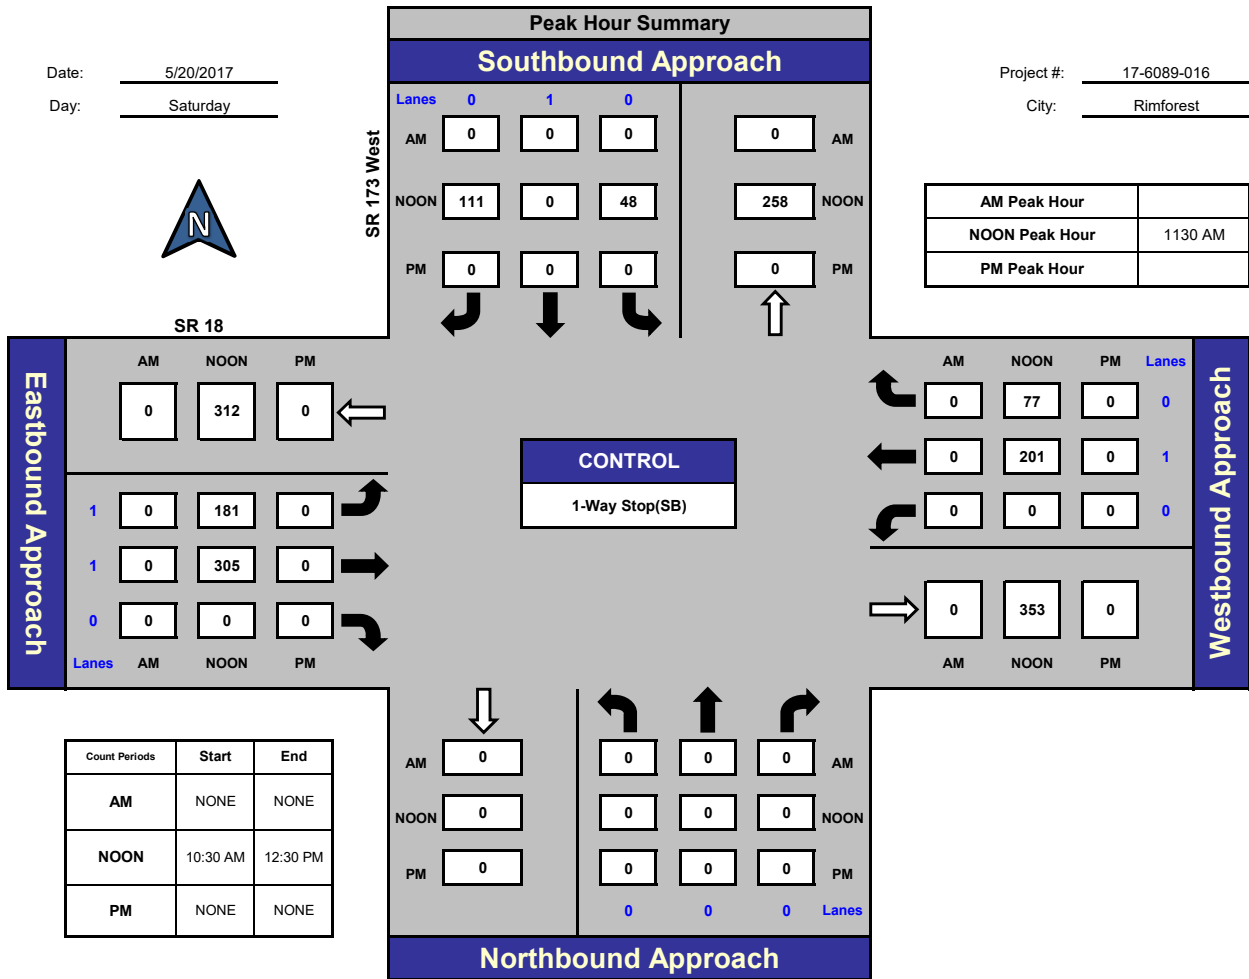 Peak Hour Summary
Southbound Approach
Date: 5/20/2017
Day: Saturday
Project #: 17-6089-016
City: Rimforest
SR 173 West
Lanes 0 1 0
AM 0 0 0 0 AM
NOON 111 0 48 258 NOON
PM 0 0 0 0 PM
N
AM Peak Hour
NOON Peak Hour 1130 AM
PM Peak Hour
SR 18
Eastbound Approach
AM NOON PM
0 312 0
1 0 181 0
1 0 305 0
0 0 0 0
Lanes AM NOON PM
CONTROL
1-Way Stop(SB)
AM NOON PM Lanes
0 77 0 0
0 201 0 1
0 0 0 0
0 353 0
AM NOON PM
Westbound Approach
Count Periods Start End
AM NONE NONE
NOON 10:30 AM 12:30 PM
PM NONE NONE
AM 0 0 0 0 AM
NOON 0 0 0 0 NOON
PM 0 0 0 0 PM
0 0 0 Lanes
Northbound Approach